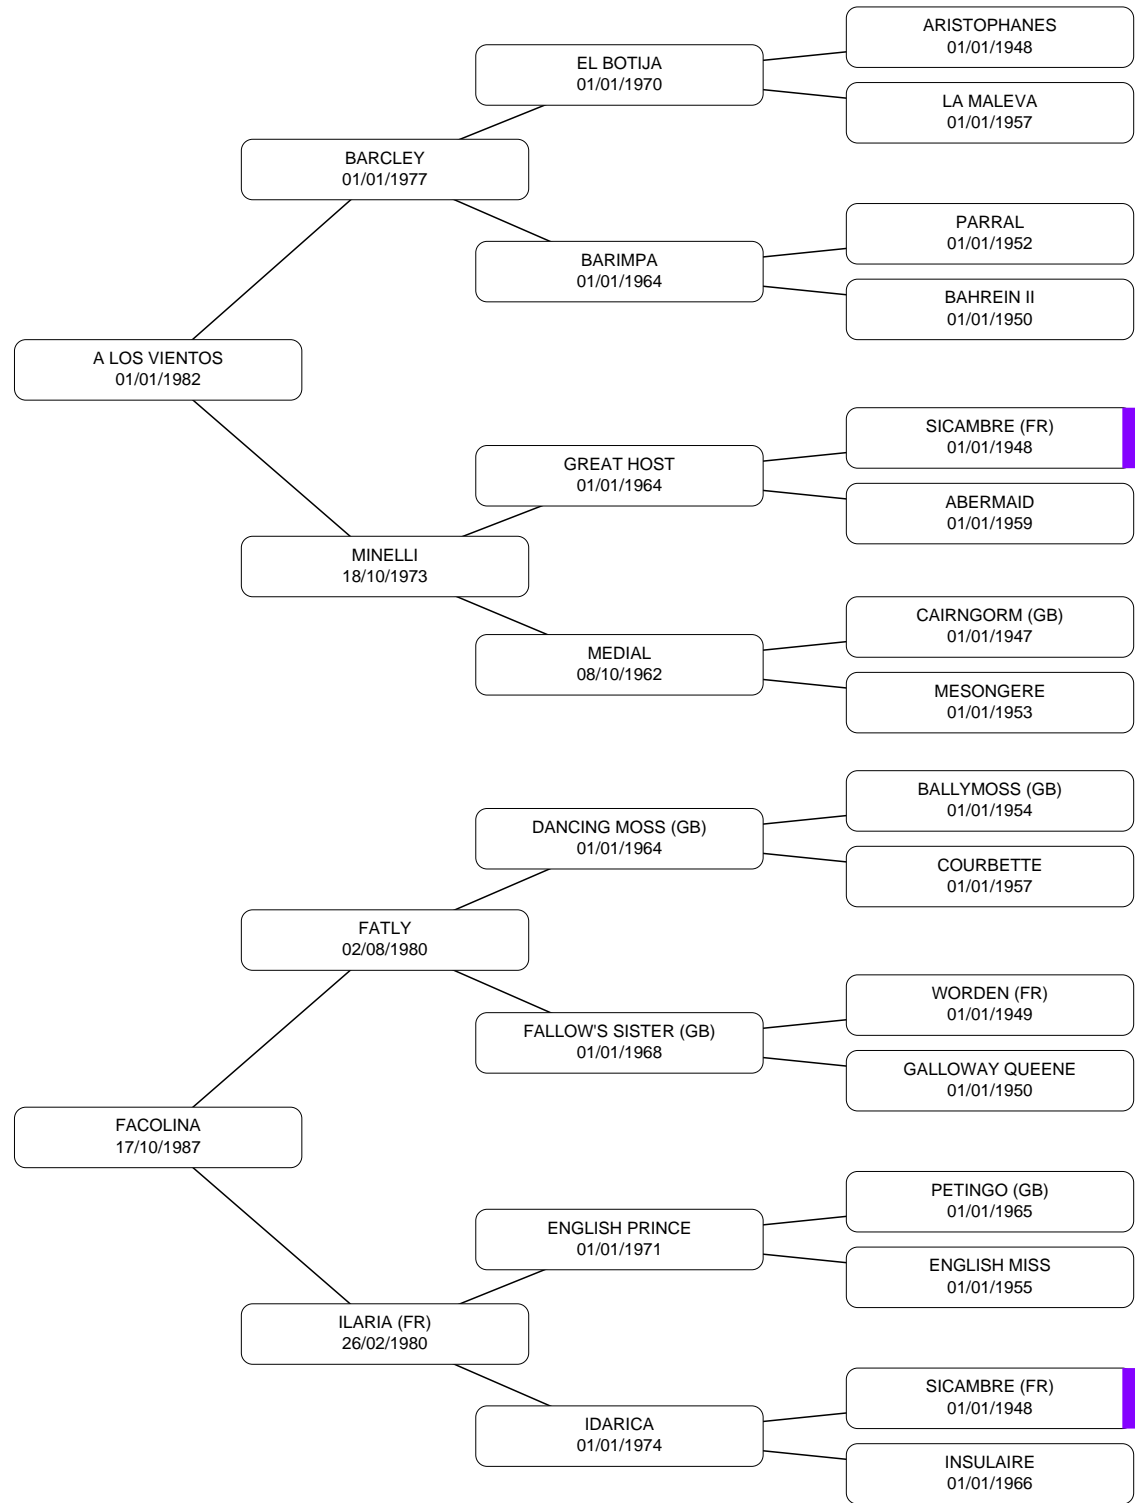 ARISTOPHANES
01/01/1948
EL BOTIJA
01/01/1970
LA MALEVA
01/01/1957
BARCLEY
01/01/1977
PARRAL
01/01/1952
BARIMPA
01/01/1964
BAHREIN II
01/01/1950
A LOS VIENTOS
01/01/1982
SICAMBRE (FR)
01/01/1948
GREAT HOST
01/01/1964
ABERMAID
01/01/1959
MINELLI
18/10/1973
CAIRNGORM (GB)
01/01/1947
MEDIAL
08/10/1962
MESONGERE
01/01/1953
BALLYMOSS (GB)
01/01/1954
DANCING MOSS (GB)
01/01/1964
COURBETTE
01/01/1957
FATLY
02/08/1980
WORDEN (FR)
01/01/1949
FALLOW'S SISTER (GB)
01/01/1968
GALLOWAY QUEENE
01/01/1950
FACOLINA
17/10/1987
PETINGO (GB)
01/01/1965
ENGLISH PRINCE
01/01/1971
ENGLISH MISS
01/01/1955
ILARIA (FR)
26/02/1980
SICAMBRE (FR)
01/01/1948
IDARICA
01/01/1974
INSULAIRE
01/01/1966